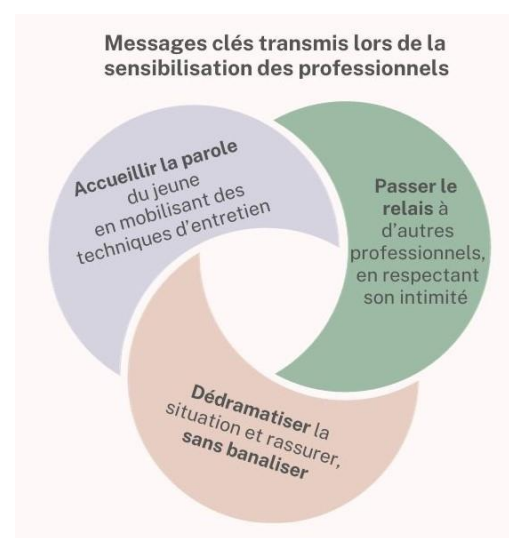 Messages clés transmis lors de la
sensibilisation des professionnels
Accueillir la parole
du jeune
en mobilisant des
techniques d'entretien
Passer le
relais à
d'autres
professionnels,
en respectant
son intimité
Dédramatiser la
situation et rassurer,
sans banaliser